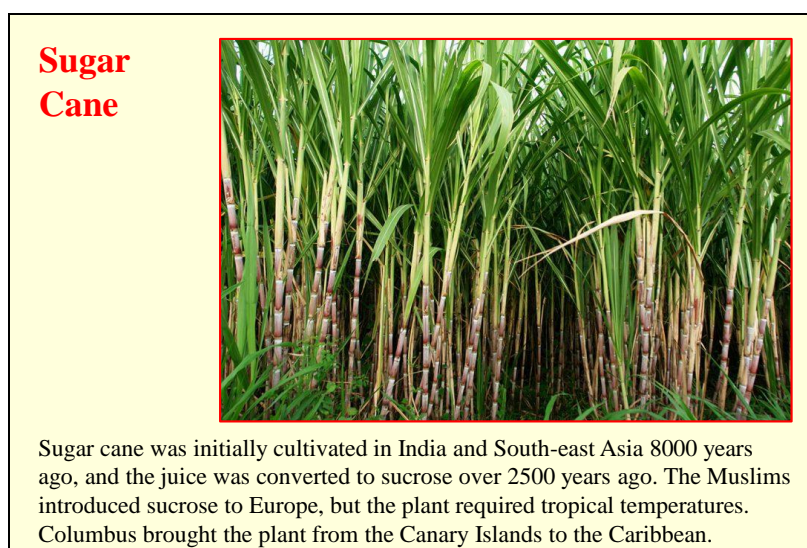 Sugar
Cane
Sugar cane was initially cultivated in India and South-east Asia 8000 years
ago, and the juice was converted to sucrose over 2500 years ago. The Muslims
introduced sucrose to Europe, but the plant required tropical temperatures.
Columbus brought the plant from the Canary Islands to the Caribbean.